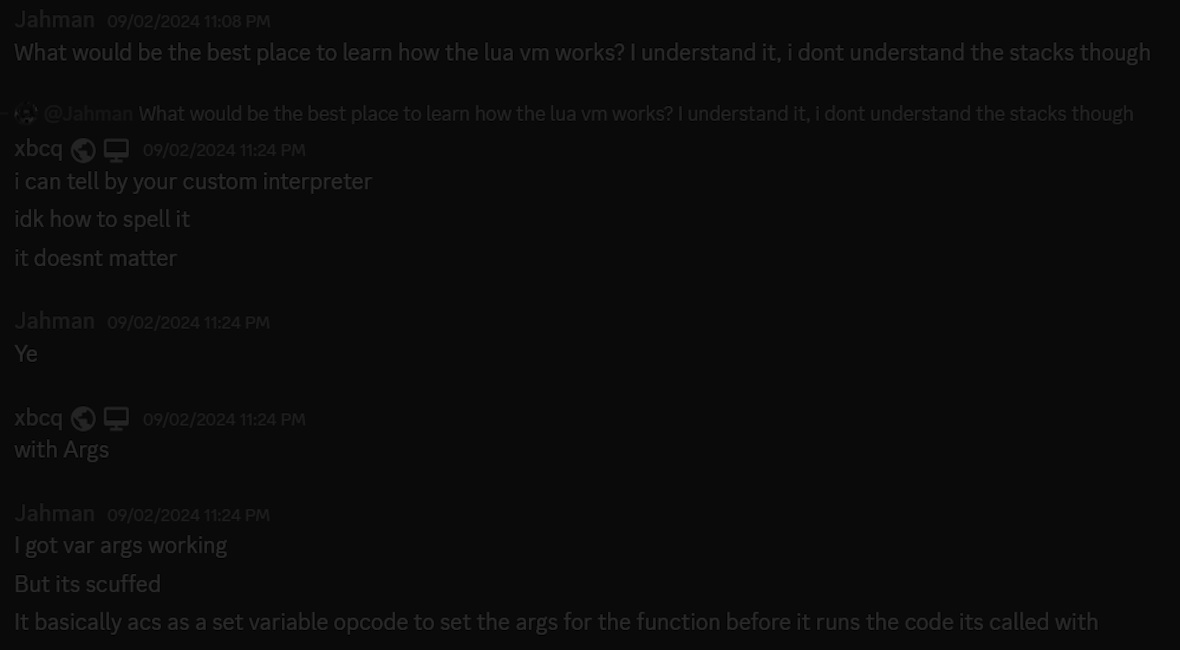 Jahman 09/02/2024 11:08 PM
What would be the best place to learn how the lua vm works? I understand it, i dont understand the stacks though
@Jahman What would be the best place to learn how the lua vm works? I understand it, i dont understand the stacks though
xbcq 09/02/2024 11:24 PM
i can tell by your custom interpreter
idk how to spell it
it doesnt matter
Jahman 09/02/2024 11:24 PM
Ye
xbcq 09/02/2024 11:24 PM
with Args
Jahman 09/02/2024 11:24 PM
I got var args working
But its scuffed
It basically acs as a set variable opcode to set the args for the function before it runs the code its called with